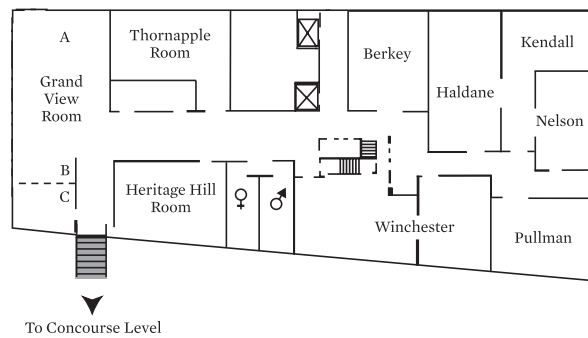 A
Thornapple
Room
Grand
View
Room
Berkey
Kendall
Haldane
Nelson
B
C
Heritage Hill
Room
Winchester
Pullman
To Concourse Level